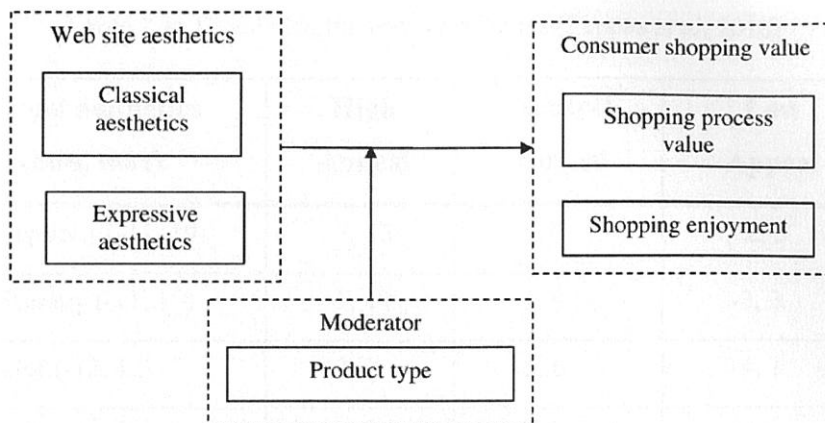 Web site aesthetics
Classical
aesthetics
Expressive
aesthetics
Consumer shopping value
Shopping process
value
Shopping enjoyment
Moderator
Product type